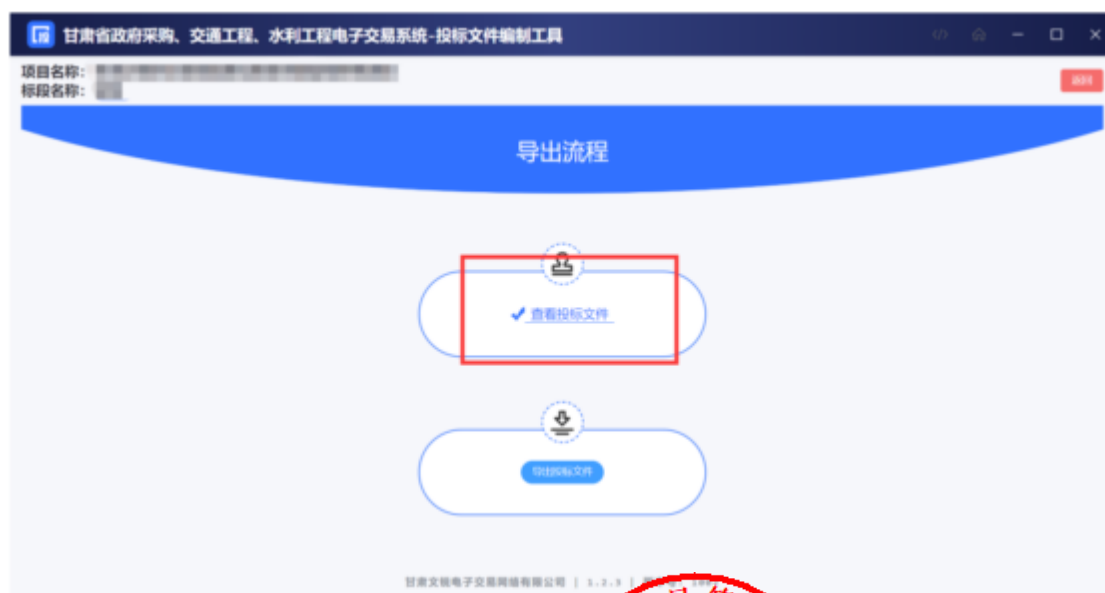 甘肃省政府采购、交通工程、水利工程电子交易系统-投标文件编制工具
项目名称：
标段名称：
返回
导出流程
查看投标文件
导出投标文件
甘肃文锐电子交易网络有限公司 | 1.2.3 |